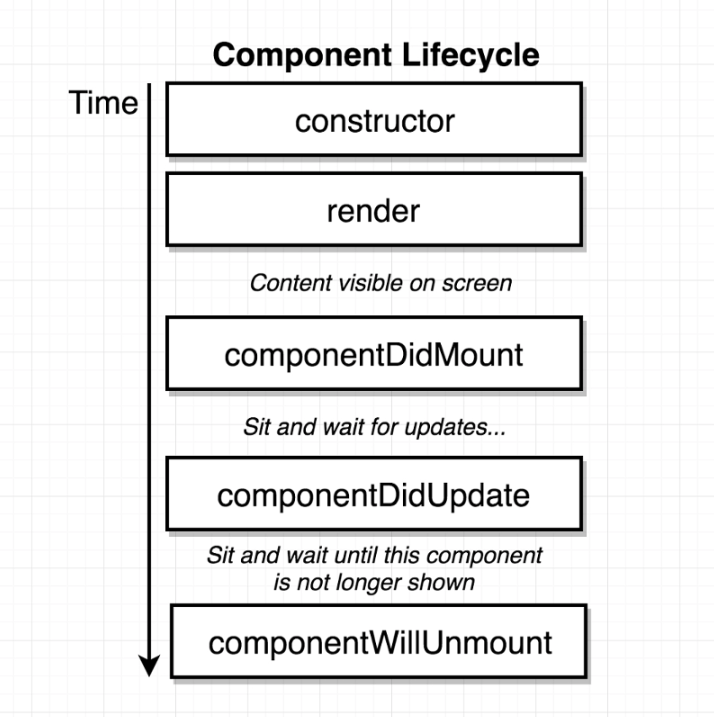 Component Lifecycle
Time
constructor
render
Content visible on screen
componentDidMount
Sit and wait for updates...
componentDidUpdate
Sit and wait until this component
is not longer shown
componentWillUnmount